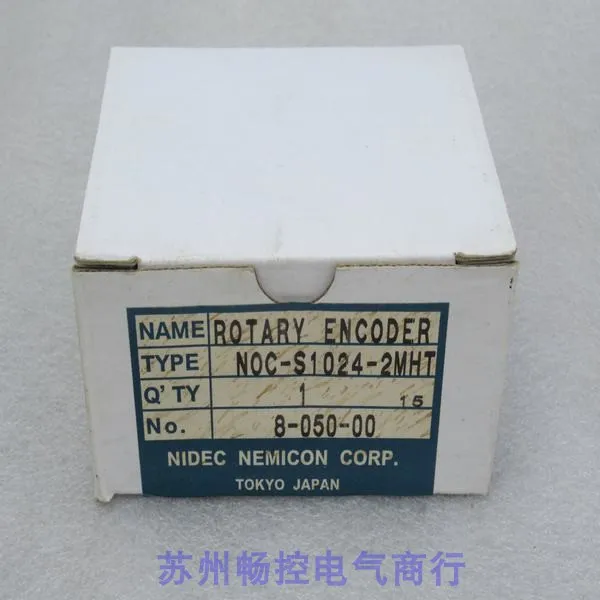 NAME ROTARY ENCODER
TYPE NOC-S1024-2MHT
Q'TY 1 15
No. 8-050-00
NIDEC NEMICON CORP.
TOKYO JAPAN
苏州畅控电气商行